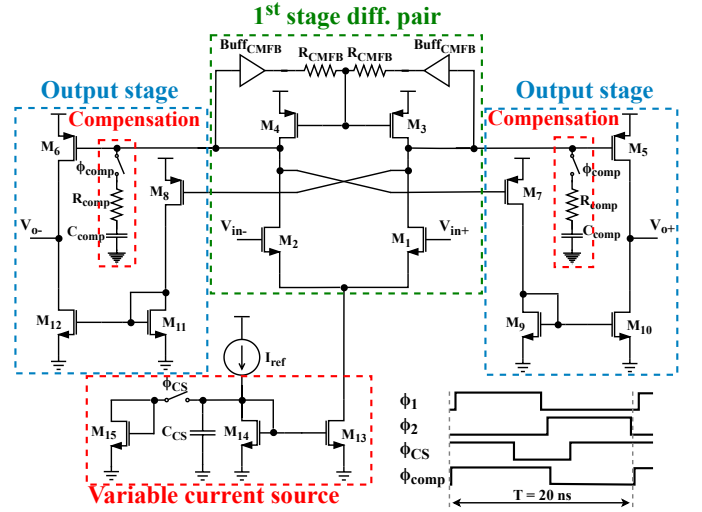 1st stage diff. pair
BuffCMFB
RCMFB RCMFB
BuffCMFB
Output stage
Output stage
Compensation
Compensation
M6
M4
M3
M5
ϕcomp
ϕcomp
M8
M7
Rcomp
Rcomp
Vo-
Ccomp
Vin-
M2
M1
Vin+
Ccomp
Vo+
M12
M11
M9
M10
Iref
ϕCS
M15
CCS
M14
M13
Variable current source
ϕ1
ϕ2
ϕCS
ϕcomp
T = 20 ns